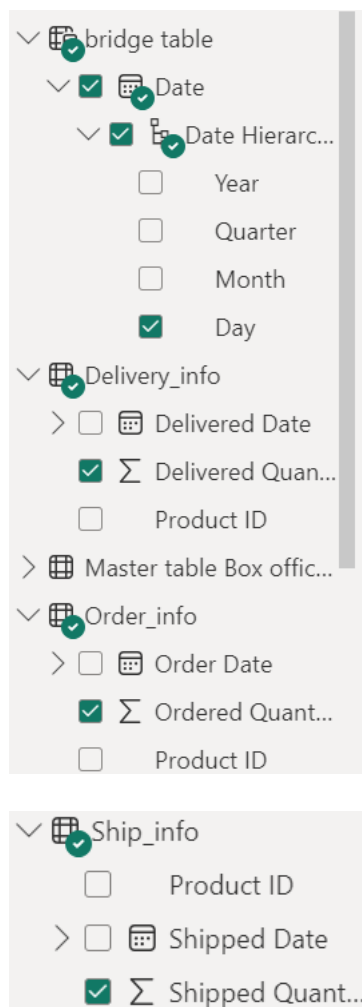 bridge table
Date
Date Hierarc...
Year
Quarter
Month
Day
Delivery_info
Delivered Date
Delivered Quan...
Product ID
Master table Box offic...
Order_info
Order Date
Ordered Quant...
Product ID
Ship_info
Product ID
Shipped Date
Shipped Quant...